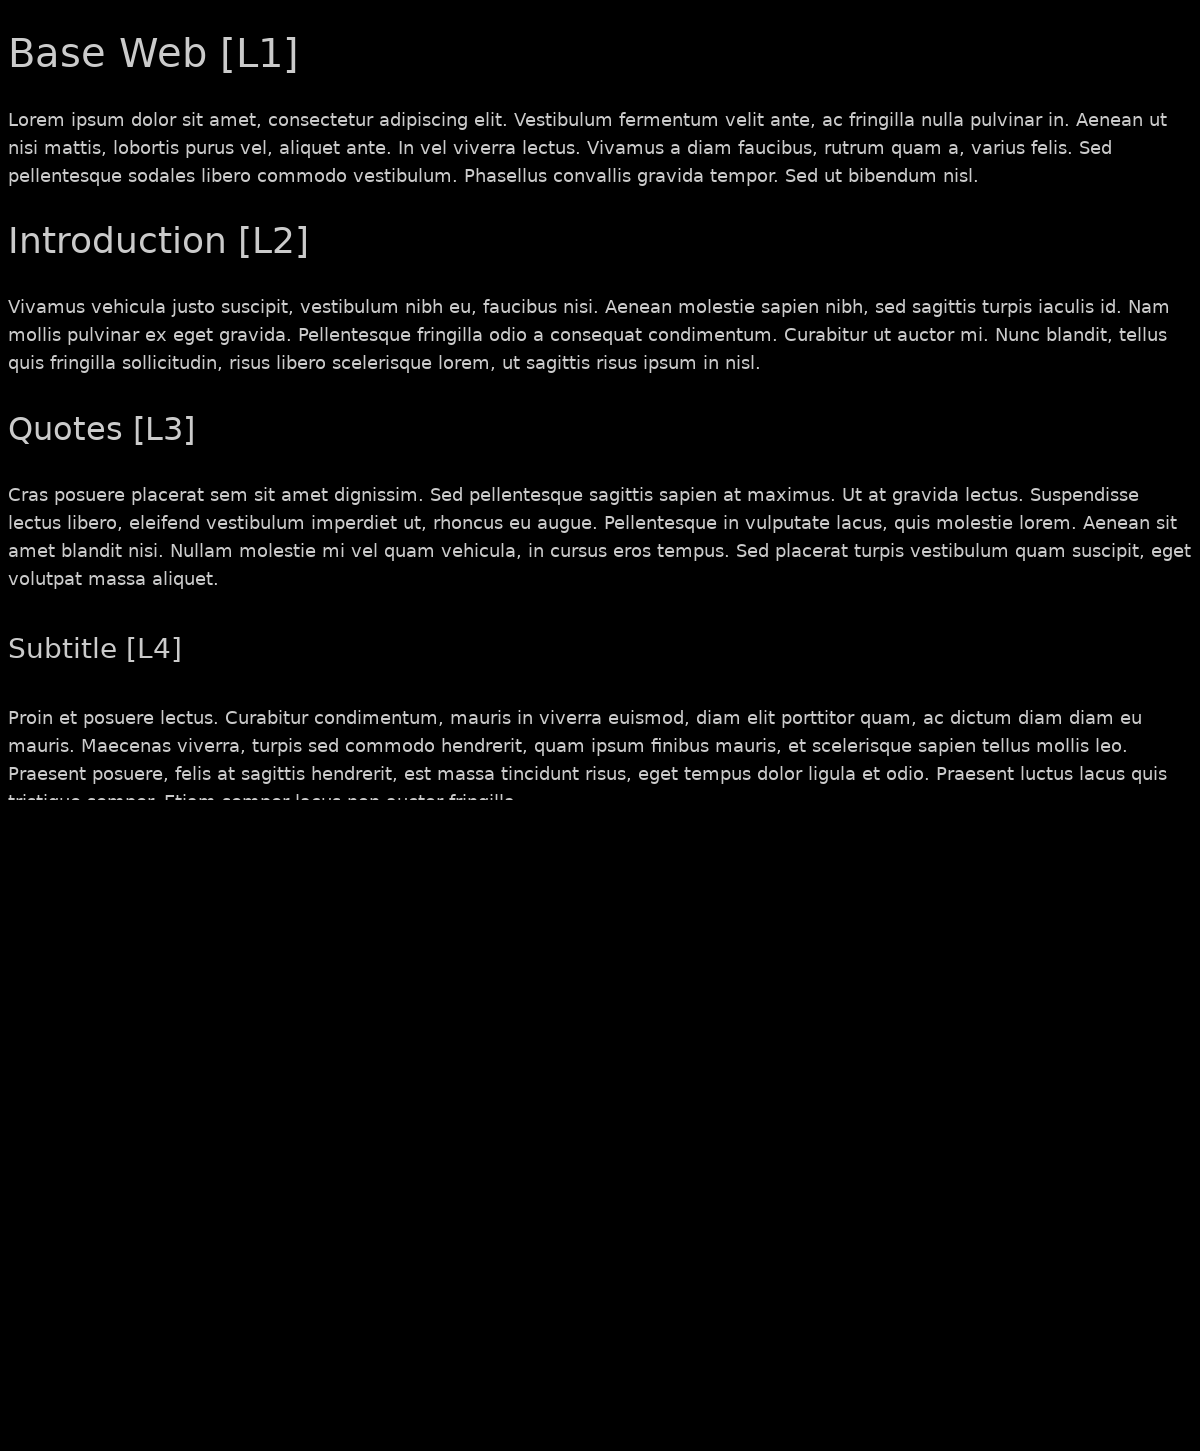 Base Web [L1]
Lorem ipsum dolor sit amet, consectetur adipiscing elit. Vestibulum fermentum velit ante, ac fringilla nulla pulvinar in. Aenean ut
nisi mattis, lobortis purus vel, aliquet ante. In vel viverra lectus. Vivamus a diam faucibus, rutrum quam a, varius felis. Sed
pellentesque sodales libero commodo vestibulum. Phasellus convallis gravida tempor. Sed ut bibendum nisl.
Introduction [L2]
Vivamus vehicula justo suscipit, vestibulum nibh eu, faucibus nisi. Aenean molestie sapien nibh, sed sagittis turpis iaculis id. Nam
mollis pulvinar ex eget gravida. Pellentesque fringilla odio a consequat condimentum. Curabitur ut auctor mi. Nunc blandit, tellus
quis fringilla sollicitudin, risus libero scelerisque lorem, ut sagittis risus ipsum in nisl.
Quotes [L3]
Cras posuere placerat sem sit amet dignissim. Sed pellentesque sagittis sapien at maximus. Ut at gravida lectus. Suspendisse
lectus libero, eleifend vestibulum imperdiet ut, rhoncus eu augue. Pellentesque in vulputate lacus, quis molestie lorem. Aenean sit
amet blandit nisi. Nullam molestie mi vel quam vehicula, in cursus eros tempus. Sed placerat turpis vestibulum quam suscipit, eget
volutpat massa aliquet.
Subtitle [L4]
Proin et posuere lectus. Curabitur condimentum, mauris in viverra euismod, diam elit porttitor quam, ac dictum diam diam eu
mauris. Maecenas viverra, turpis sed commodo hendrerit, quam ipsum finibus mauris, et scelerisque sapien tellus mollis leo.
Praesent posuere, felis at sagittis hendrerit, est massa tincidunt risus, eget tempus dolor ligula et odio. Praesent luctus lacus quis